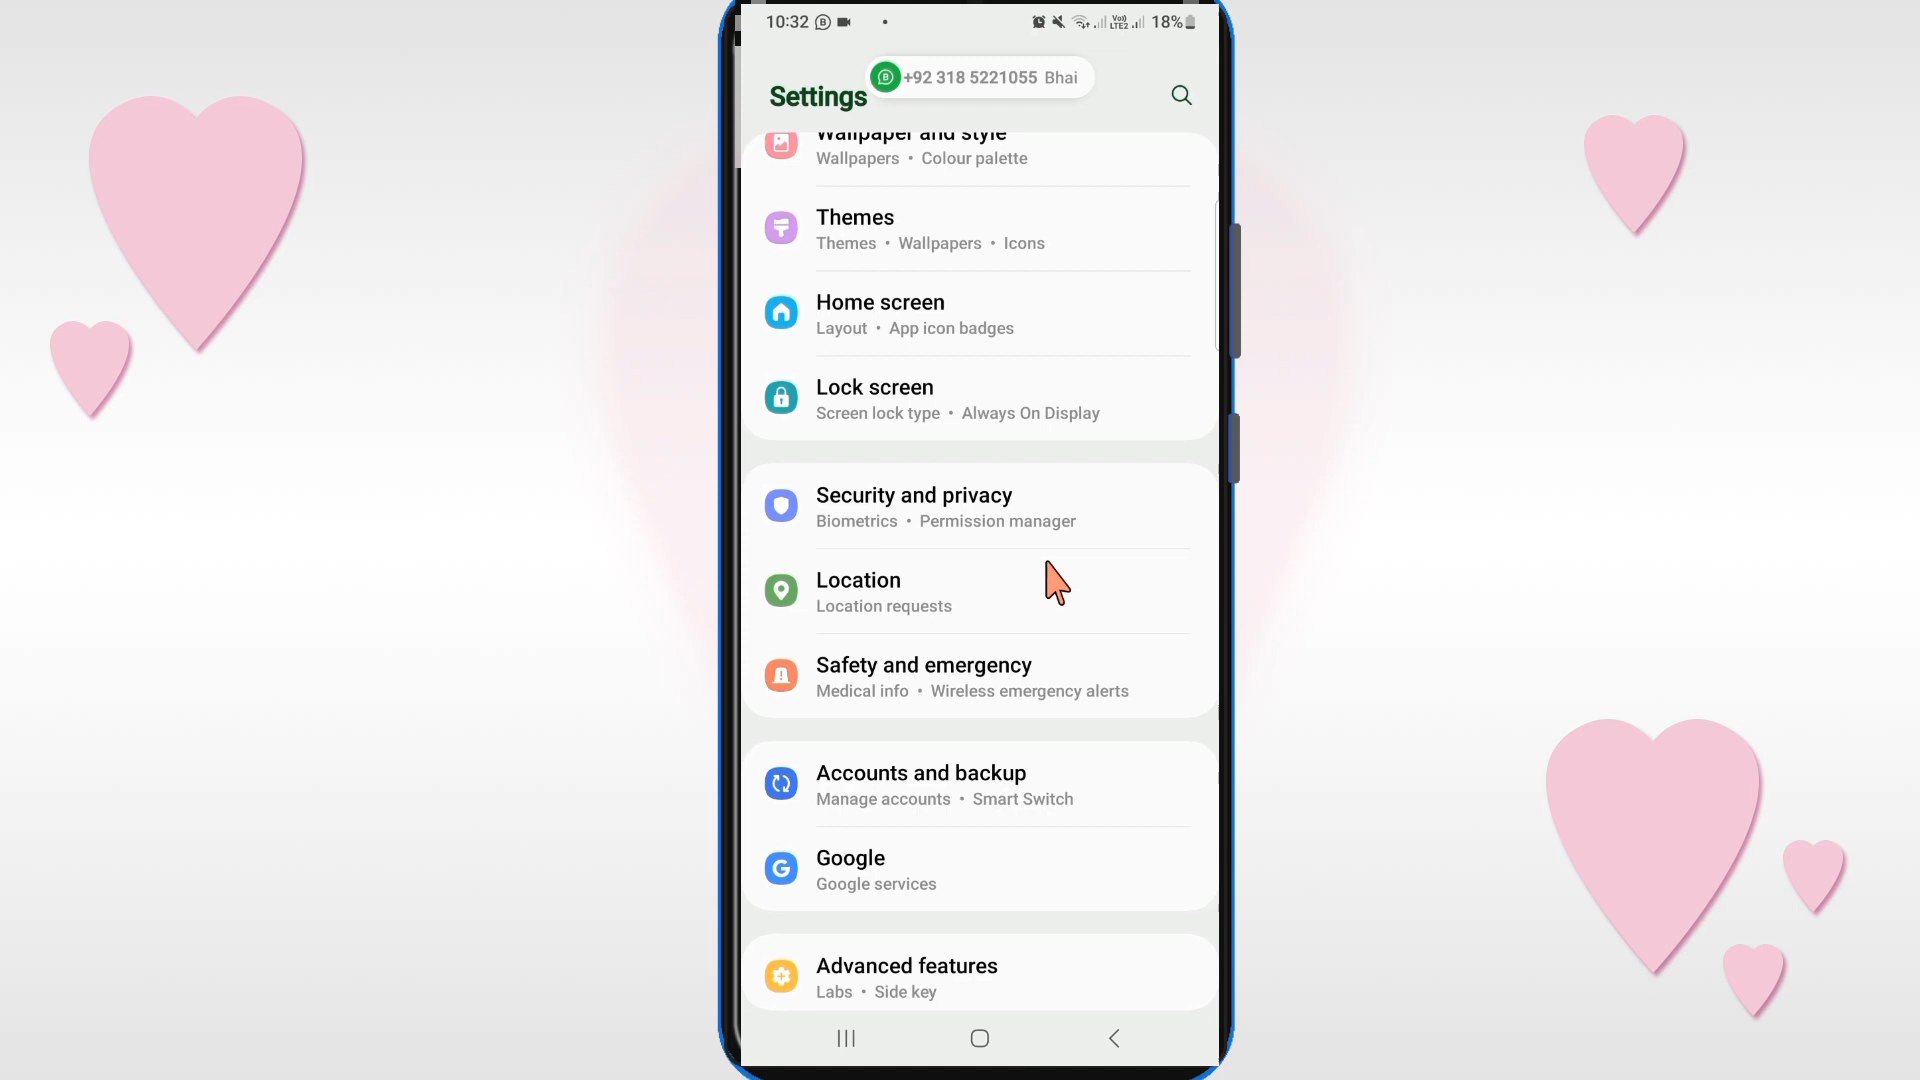 10:32 18%
+92 318 5221055 Bhai
Settings
Wallpaper and style
Wallpapers • Colour palette
Themes
Themes • Wallpapers • Icons
Home screen
Layout • App icon badges
Lock screen
Screen lock type • Always On Display
Security and privacy
Biometrics • Permission manager
Location
Location requests
Safety and emergency
Medical info • Wireless emergency alerts
Accounts and backup
Manage accounts • Smart Switch
Google
Google services
Advanced features
Labs • Side key